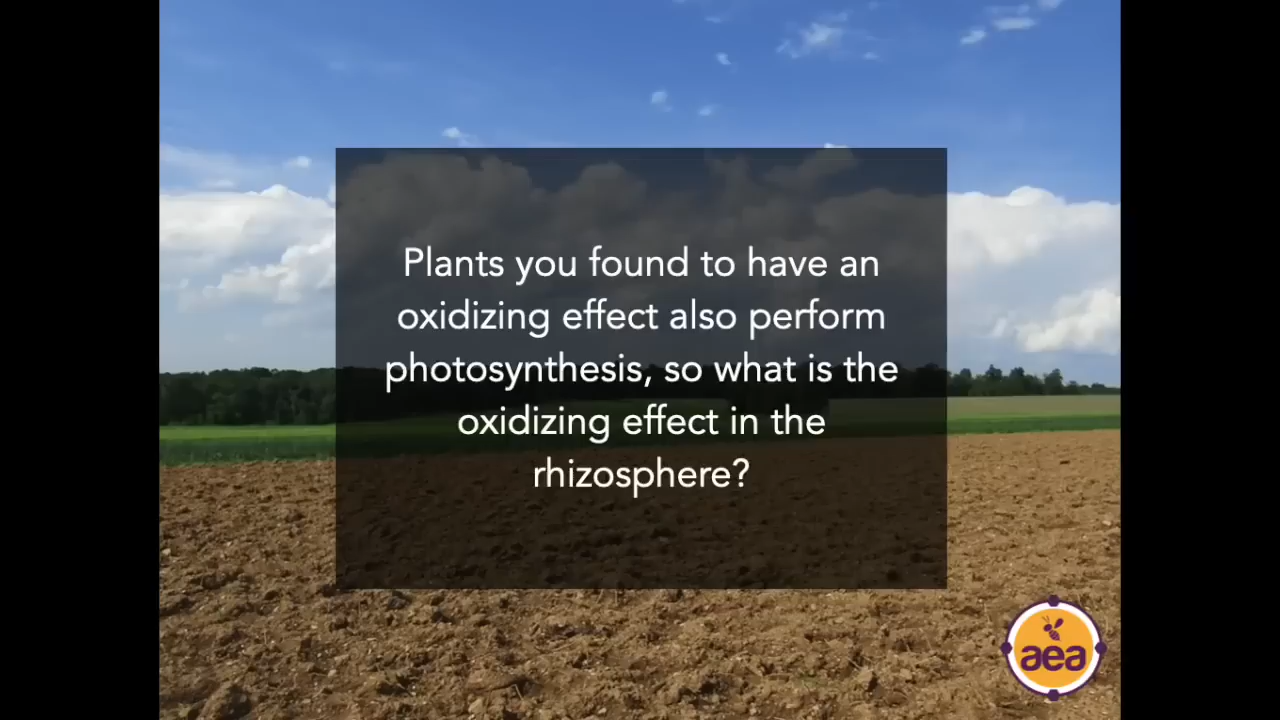 Plants you found to have an
oxidizing effect also perform
photosynthesis, so what is the
oxidizing effect in the
rhizosphere?
aea